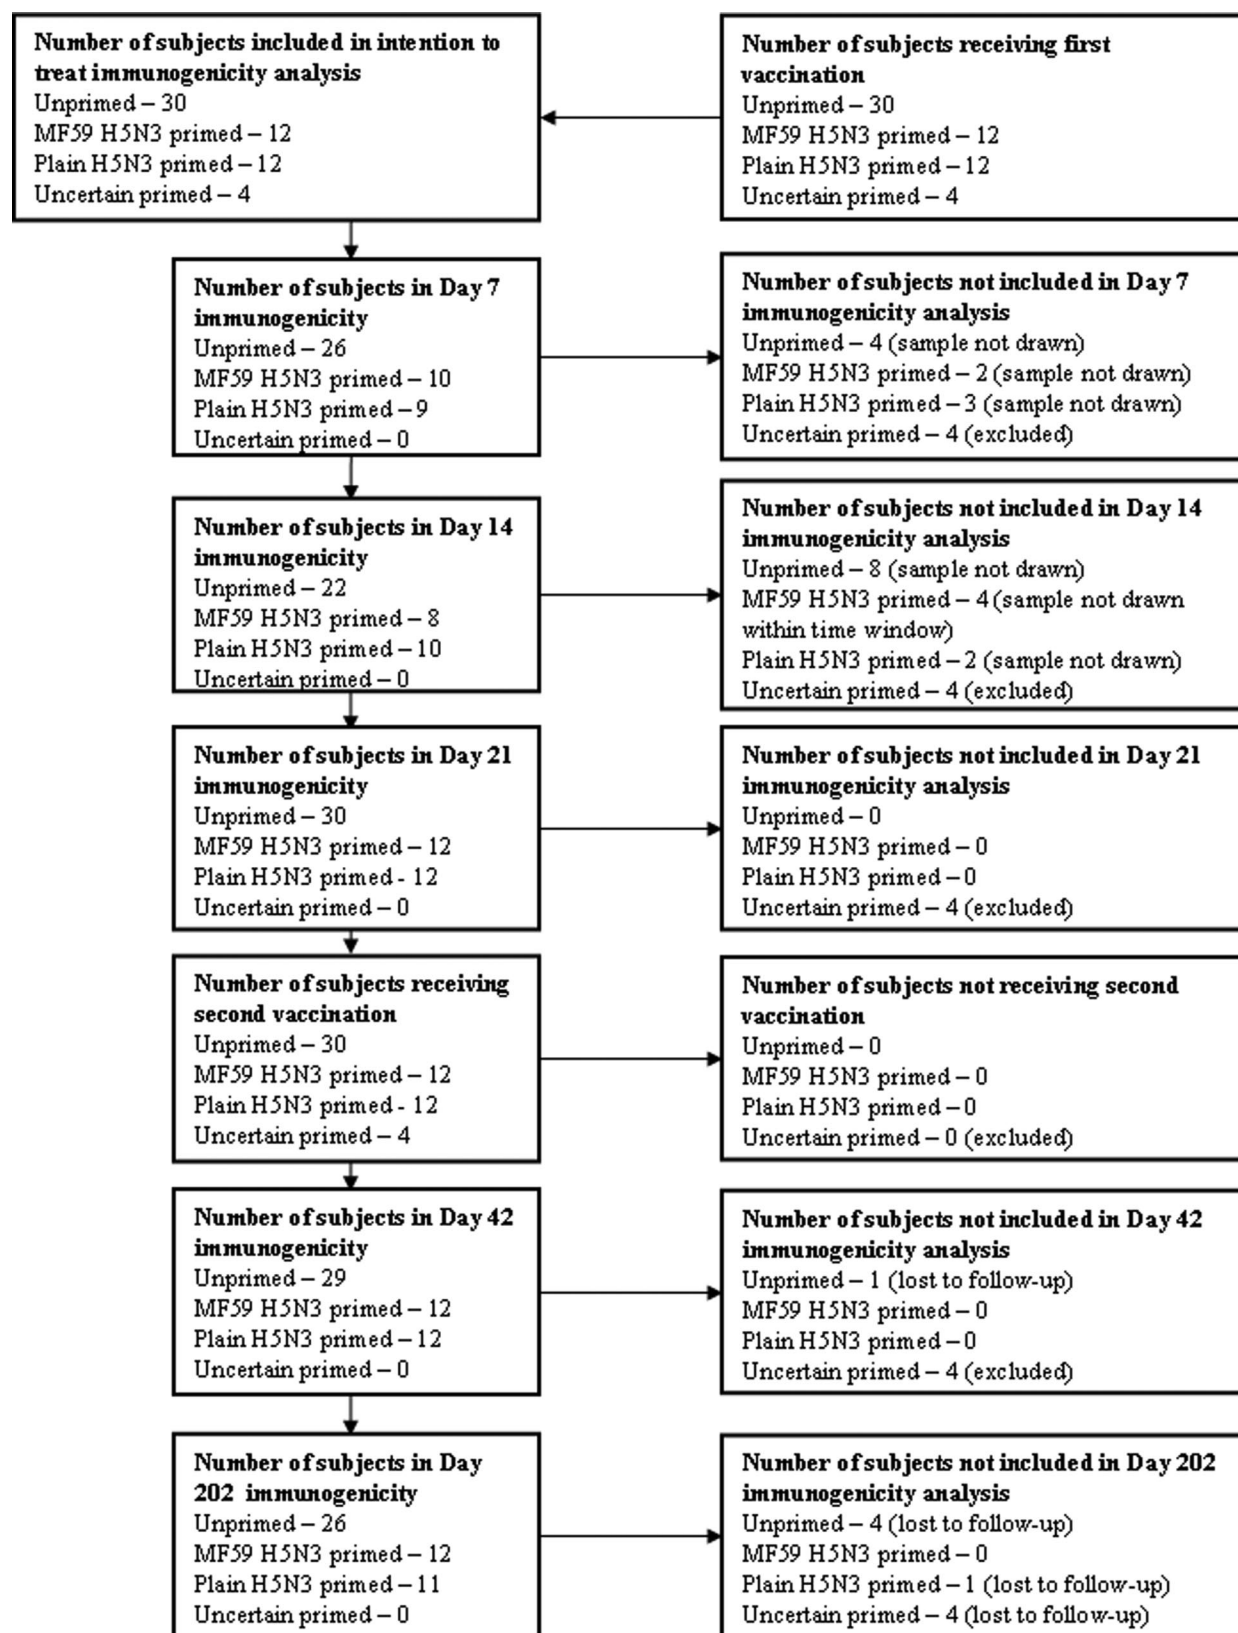 Number of subjects included in intention to
treat immunogenicity analysis
Unprimed – 30
MF59 H5N3 primed – 12
Plain H5N3 primed – 12
Uncertain primed – 4
Number of subjects receiving first
vaccination
Unprimed – 30
MF59 H5N3 primed – 12
Plain H5N3 primed – 12
Uncertain primed – 4
Number of subjects in Day 7
immunogenicity
Unprimed – 26
MF59 H5N3 primed – 10
Plain H5N3 primed – 9
Uncertain primed – 0
Number of subjects not included in Day 7
immunogenicity analysis
Unprimed – 4 (sample not drawn)
MF59 H5N3 primed – 2 (sample not drawn)
Plain H5N3 primed – 3 (sample not drawn)
Uncertain primed – 4 (excluded)
Number of subjects in Day 14
immunogenicity
Unprimed – 22
MF59 H5N3 primed – 8
Plain H5N3 primed – 10
Uncertain primed – 0
Number of subjects not included in Day 14
immunogenicity analysis
Unprimed – 8 (sample not drawn)
MF59 H5N3 primed – 4 (sample not drawn
within time window)
Plain H5N3 primed – 2 (sample not drawn)
Uncertain primed – 4 (excluded)
Number of subjects in Day 21
immunogenicity
Unprimed – 30
MF59 H5N3 primed – 12
Plain H5N3 primed - 12
Uncertain primed – 0
Number of subjects not included in Day 21
immunogenicity analysis
Unprimed – 0
MF59 H5N3 primed – 0
Plain H5N3 primed – 0
Uncertain primed – 4 (excluded)
Number of subjects receiving
second vaccination
Unprimed – 30
MF59 H5N3 primed – 12
Plain H5N3 primed - 12
Uncertain primed – 4
Number of subjects not receiving second
vaccination
Unprimed – 0
MF59 H5N3 primed – 0
Plain H5N3 primed – 0
Uncertain primed – 0 (excluded)
Number of subjects in Day 42
immunogenicity
Unprimed – 29
MF59 H5N3 primed – 12
Plain H5N3 primed – 12
Uncertain primed – 0
Number of subjects not included in Day 42
immunogenicity analysis
Unprimed – 1 (lost to follow-up)
MF59 H5N3 primed – 0
Plain H5N3 primed – 0
Uncertain primed – 4 (excluded)
Number of subjects in Day
202 immunogenicity
Unprimed – 26
MF59 H5N3 primed – 12
Plain H5N3 primed – 11
Uncertain primed – 0
Number of subjects not included in Day 202
immunogenicity analysis
Unprimed – 4 (lost to follow-up)
MF59 H5N3 primed – 0
Plain H5N3 primed – 1 (lost to follow-up)
Uncertain primed – 4 (lost to follow-up)